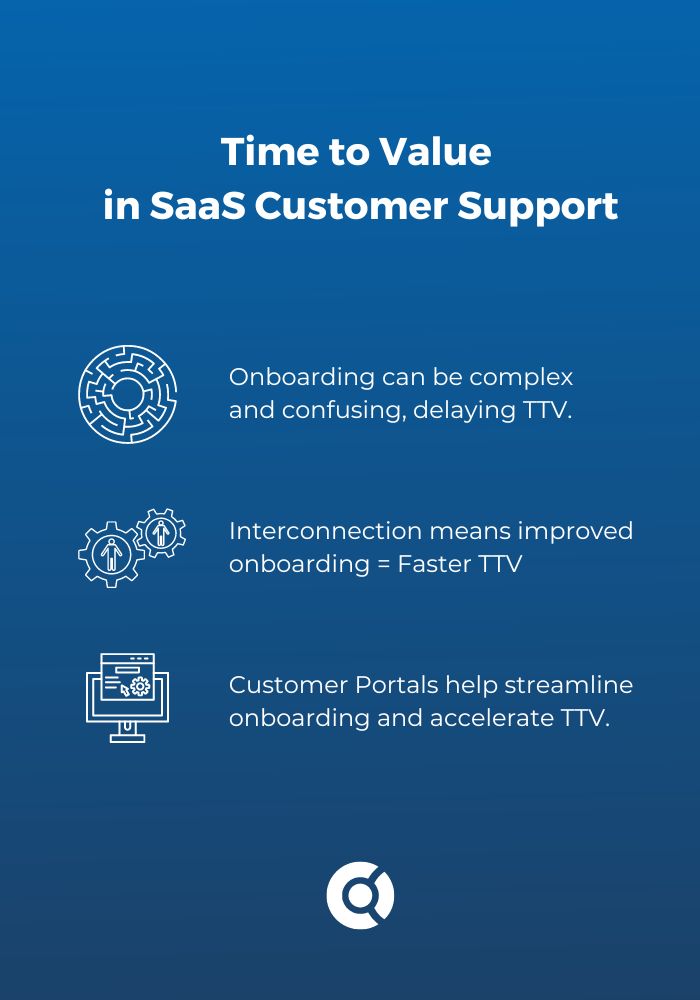 Time to Value
in SaaS Customer Support
Onboarding can be complex
and confusing, delaying TTV.
Interconnection means improved
onboarding = Faster TTV
Customer Portals help streamline
onboarding and accelerate TTV.